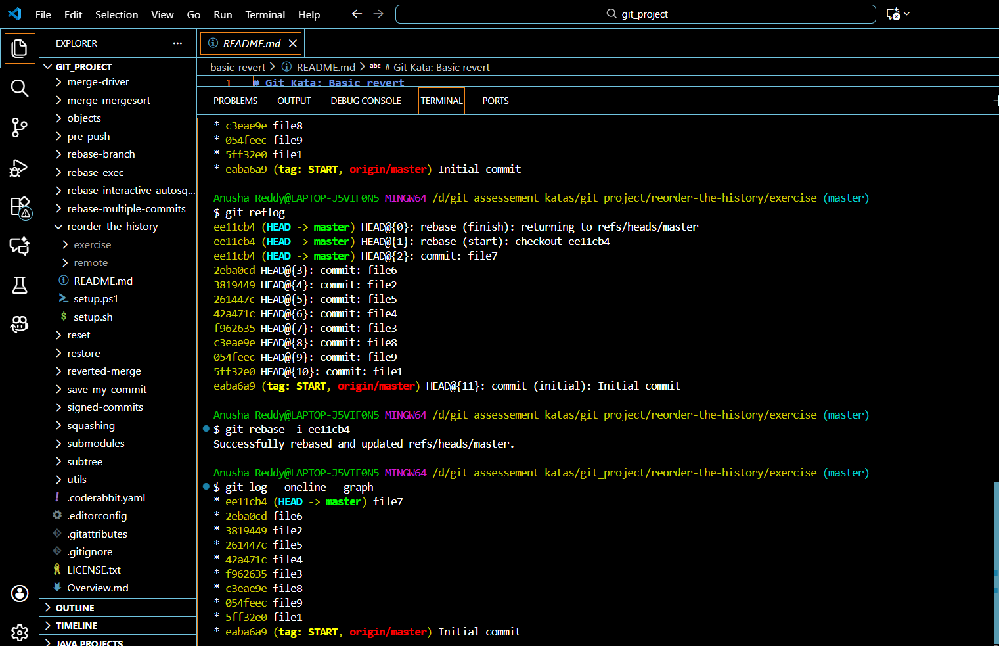 File Edit Selection View Go Run Terminal Help
git_project
EXPLORER
README.md
GIT_PROJECT
merge-driver
merge-mergesort
objects
pre-push
rebase-branch
rebase-exec
rebase-interactive-autosq...
rebase-multiple-commits
reorder-the-history
exercise
remote
README.md
setup.ps1
setup.sh
reset
restore
reverted-merge
save-my-commit
signed-commits
squashing
submodules
subtree
utils
.coderabbit.yaml
.editorconfig
.gitattributes
.gitignore
LICENSE.txt
Overview.md
OUTLINE
TIMELINE
JAVA PROJECTS
basic-revert > README.md > abc # Git Kata: Basic revert
1 # Git Kata: Basic revert
PROBLEMS OUTPUT DEBUG CONSOLE TERMINAL PORTS
* c3eae9e file8
* 054feec file9
* 5ff32e0 file1
* eaba6a9 (tag: START, origin/master) Initial commit
Anusha Reddy@LAPTOP-J5VIF0N5 MINGW64 /d/git assessement katas/git_project/reorder-the-history/exercise (master)
$ git reflog
ee11cb4 (HEAD -> master) HEAD@{0}: rebase (finish): returning to refs/heads/master
ee11cb4 (HEAD -> master) HEAD@{1}: rebase (start): checkout ee11cb4
ee11cb4 (HEAD -> master) HEAD@{2}: commit: file7
2eba0cd HEAD@{3}: commit: file6
3819449 HEAD@{4}: commit: file2
261447c HEAD@{5}: commit: file5
42a471c HEAD@{6}: commit: file4
f962635 HEAD@{7}: commit: file3
c3eae9e HEAD@{8}: commit: file8
054feec HEAD@{9}: commit: file9
5ff32e0 HEAD@{10}: commit: file1
eaba6a9 (tag: START, origin/master) HEAD@{11}: commit (initial): Initial commit
Anusha Reddy@LAPTOP-J5VIF0N5 MINGW64 /d/git assessement katas/git_project/reorder-the-history/exercise (master)
$ git rebase -i ee11cb4
Successfully rebased and updated refs/heads/master.
Anusha Reddy@LAPTOP-J5VIF0N5 MINGW64 /d/git assessement katas/git_project/reorder-the-history/exercise (master)
$ git log --oneline --graph
* ee11cb4 (HEAD -> master) file7
* 2eba0cd file6
* 3819449 file2
* 261447c file5
* 42a471c file4
* f962635 file3
* c3eae9e file8
* 054feec file9
* 5ff32e0 file1
* eaba6a9 (tag: START, origin/master) Initial commit